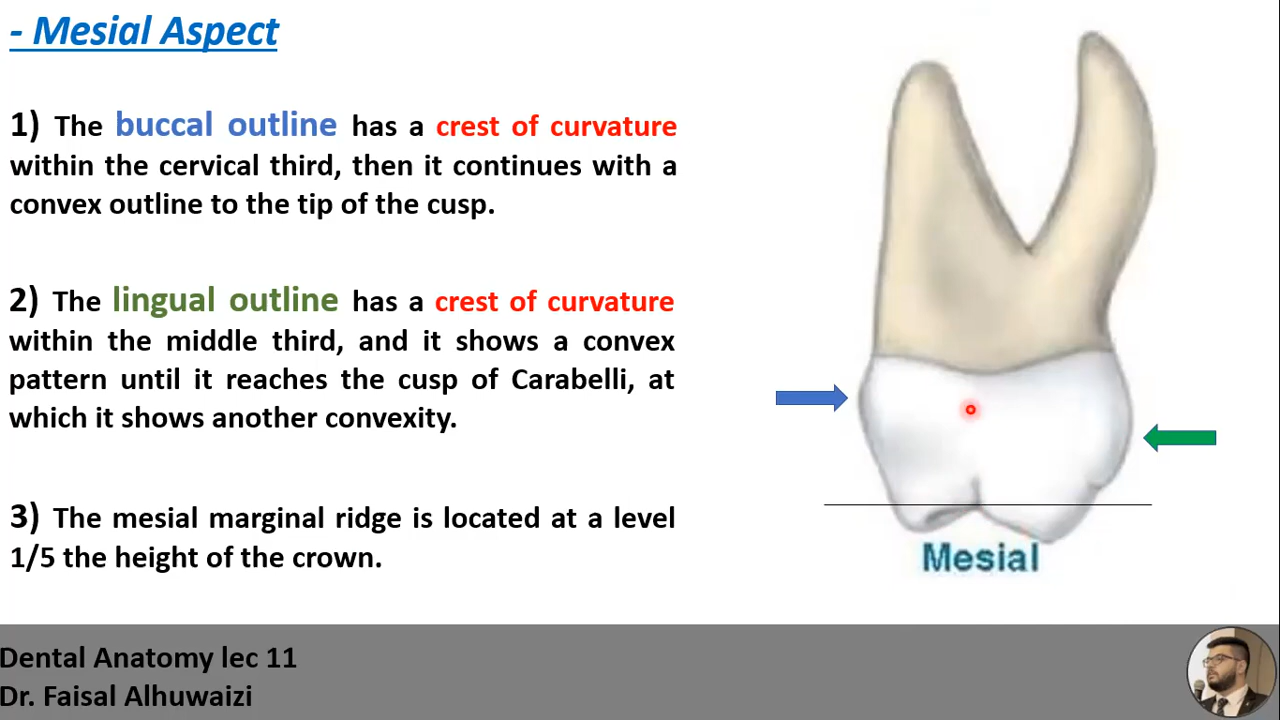 - Mesial Aspect
1) The buccal outline has a crest of curvature
within the cervical third, then it continues with a
convex outline to the tip of the cusp.
2) The lingual outline has a crest of curvature
within the middle third, and it shows a convex
pattern until it reaches the cusp of Carabelli, at
which it shows another convexity.
3) The mesial marginal ridge is located at a level
1/5 the height of the crown.
Mesial
Dental Anatomy lec 11
Dr. Faisal Alhuwaizi